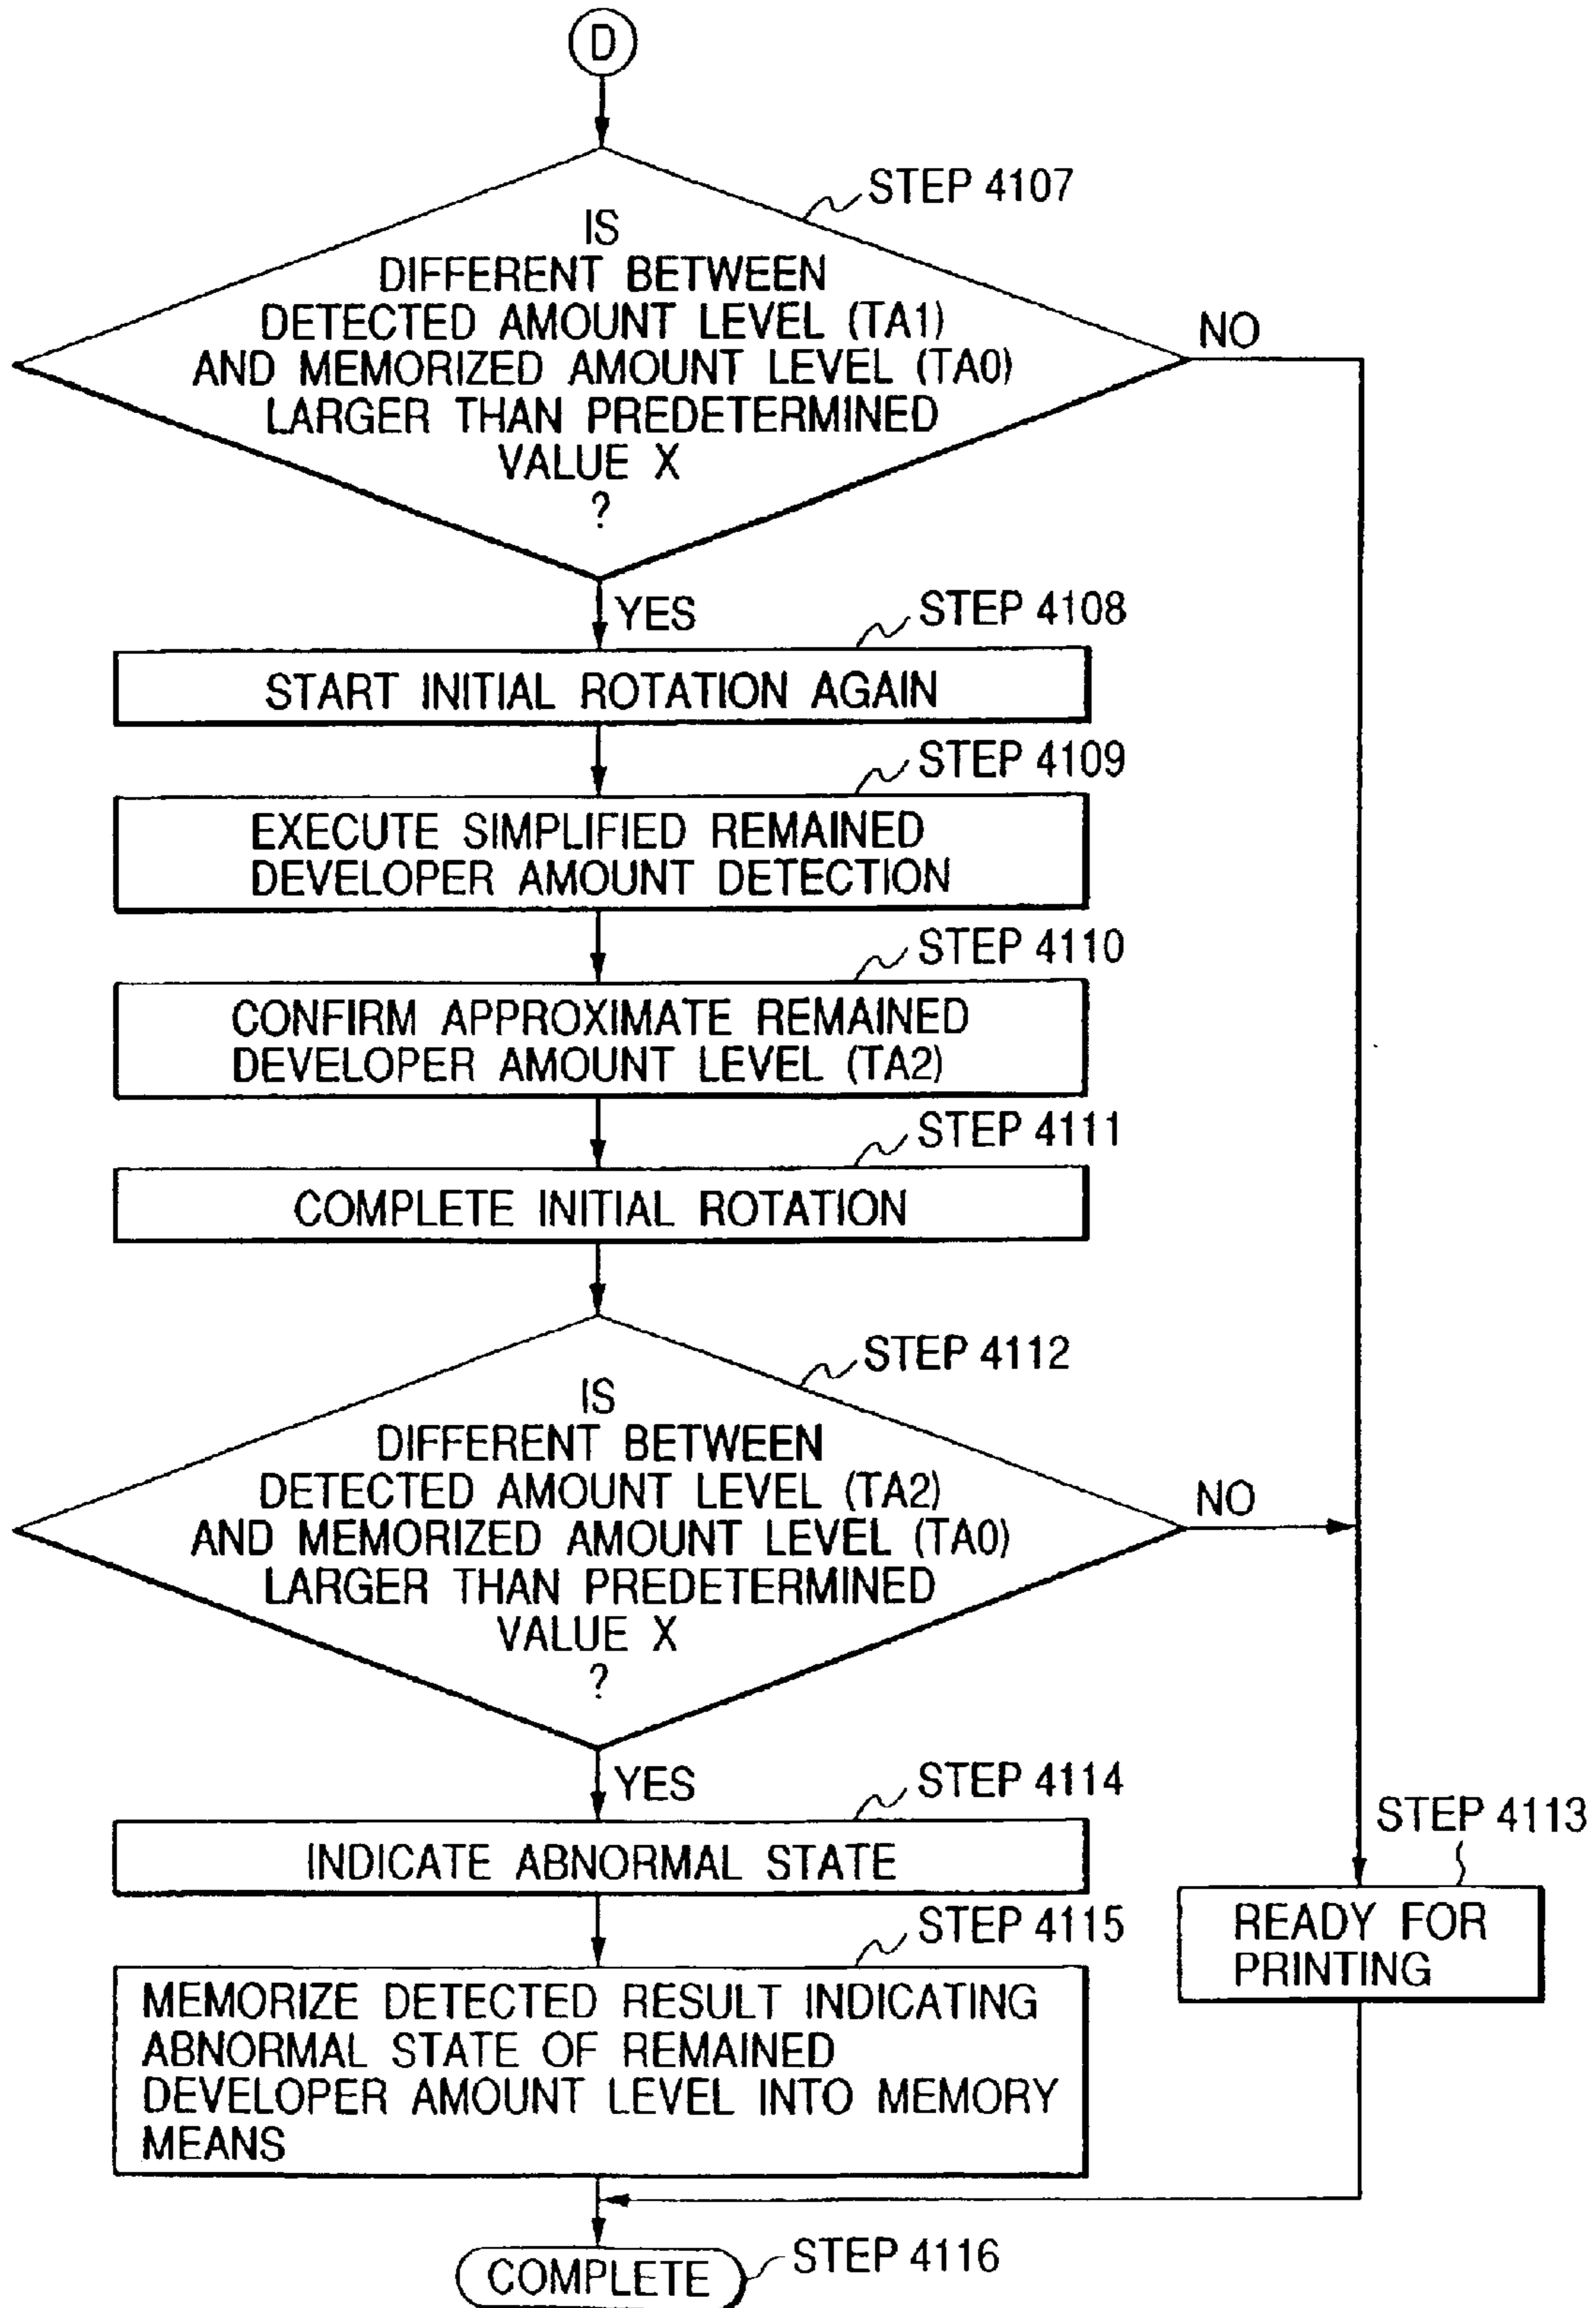 D
STEP 4107
IS
DIFFERENT BETWEEN
DETECTED AMOUNT LEVEL (TA1)
AND MEMORIZED AMOUNT LEVEL (TA0)
LARGER THAN PREDETERMINED
VALUE X
?
NO
YES
STEP 4108
START INITIAL ROTATION AGAIN
STEP 4109
EXECUTE SIMPLIFIED REMAINED
DEVELOPER AMOUNT DETECTION
STEP 4110
CONFIRM APPROXIMATE REMAINED
DEVELOPER AMOUNT LEVEL (TA2)
STEP 4111
COMPLETE INITIAL ROTATION
STEP 4112
IS
DIFFERENT BETWEEN
DETECTED AMOUNT LEVEL (TA2)
AND MEMORIZED AMOUNT LEVEL (TA0)
LARGER THAN PREDETERMINED
VALUE X
?
NO
YES
STEP 4114
INDICATE ABNORMAL STATE
STEP 4113
READY FOR
PRINTING
STEP 4115
MEMORIZE DETECTED RESULT INDICATING
ABNORMAL STATE OF REMAINED
DEVELOPER AMOUNT LEVEL INTO MEMORY
MEANS
STEP 4116
COMPLETE